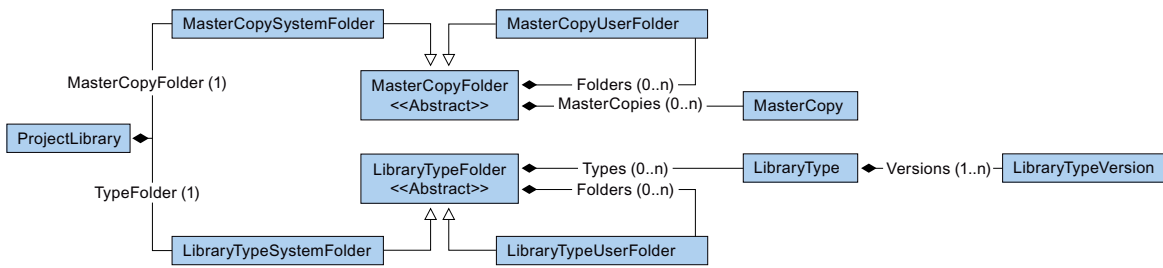 MasterCopySystemFolder
MasterCopyUserFolder
MasterCopyFolder (1)
MasterCopyFolder
<<Abstract>>
Folders (0..n)
MasterCopies (0..n)
MasterCopy
ProjectLibrary
TypeFolder (1)
LibraryTypeFolder
<<Abstract>>
Types (0..n)
Folders (0..n)
LibraryType
Versions (1..n)
LibraryTypeVersion
LibraryTypeSystemFolder
LibraryTypeUserFolder